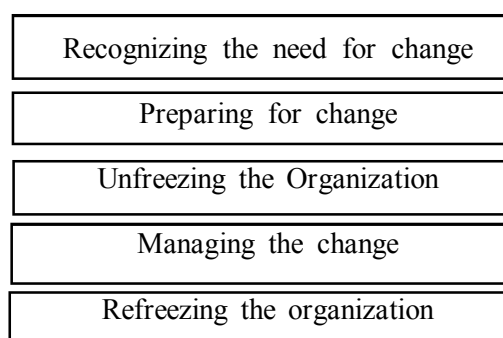 Recognizing the need for change
Preparing for change
Unfreezing the Organization
Managing the change
Refreezing the organization